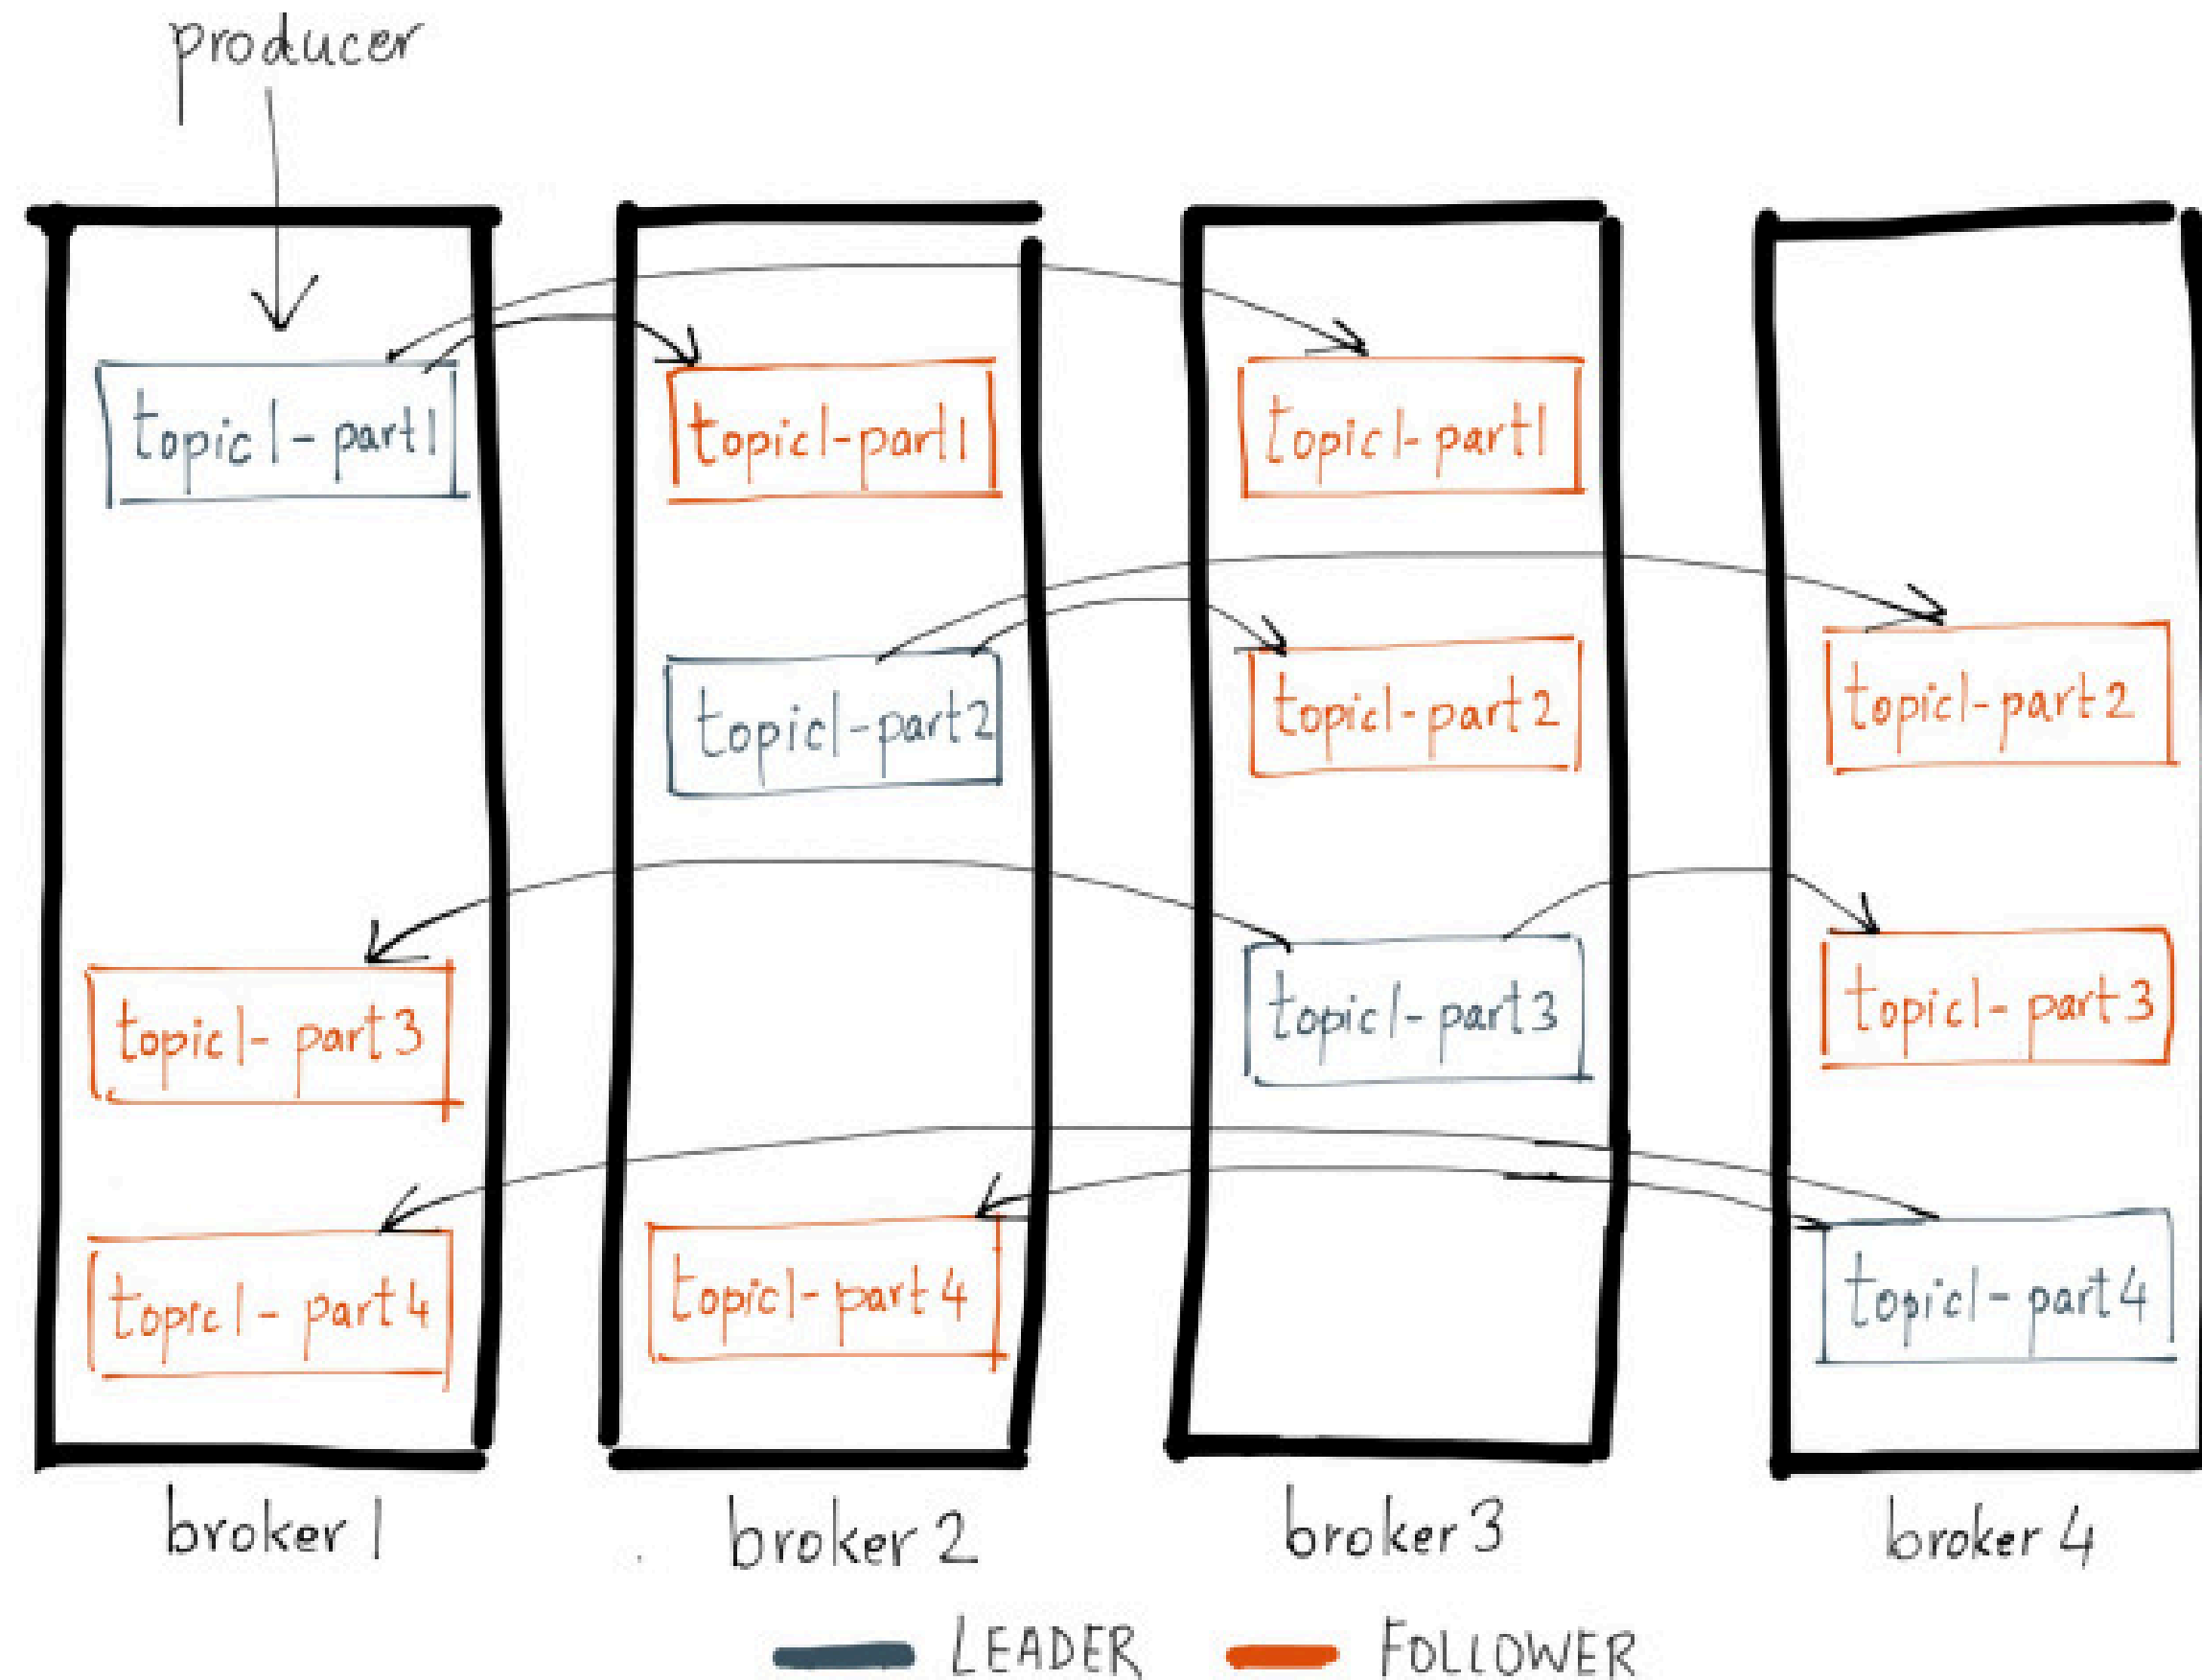 producer
topic1-part1
topic1-part1
topic1-part1
topic1-part2
topic1-part2
topic1-part2
topic1-part3
topic1-part3
topic1-part3
topic1-part4
topic1-part4
topic1-part4
broker 1
broker 2
broker 3
broker 4
LEADER
FOLLOWER